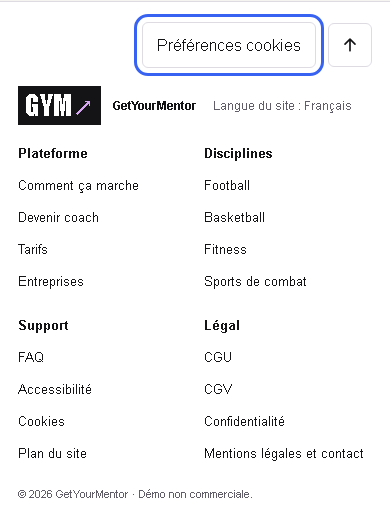 Préférences cookies
GYM GetYourMentor Langue du site : Français
Plateforme
Comment ça marche
Devenir coach
Tarifs
Entreprises
Disciplines
Football
Basketball
Fitness
Sports de combat
Support
FAQ
Accessibilité
Cookies
Plan du site
Légal
CGU
CGV
Confidentialité
Mentions légales et contact
© 2026 GetYourMentor · Démo non commerciale.